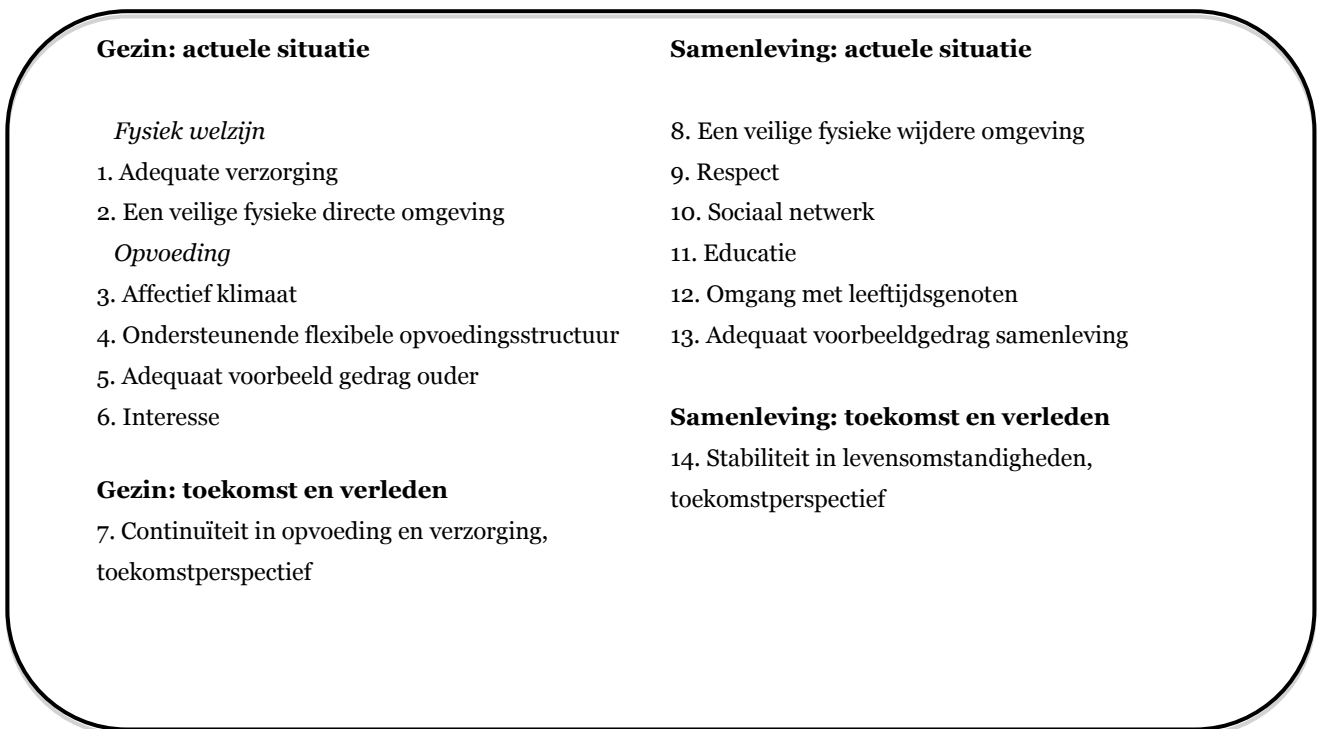 Gezin: actuele situatie
Fysiek welzijn
1. Adequate verzorging
2. Een veilige fysieke directe omgeving
Opvoeding
3. Affectief klimaat
4. Ondersteunende flexibele opvoedingsstructuur
5. Adequaat voorbeeld gedrag ouder
6. Interesse
Gezin: toekomst en verleden
7. Continuïteit in opvoeding en verzorging,
toekomstperspectief
Samenleving: actuele situatie
8. Een veilige fysieke wijdere omgeving
9. Respect
10. Sociaal netwerk
11. Educatie
12. Omgang met leeftijdsgenoten
13. Adequaat voorbeeldgedrag samenleving
Samenleving: toekomst en verleden
14. Stabiliteit in levensomstandigheden,
toekomstperspectief